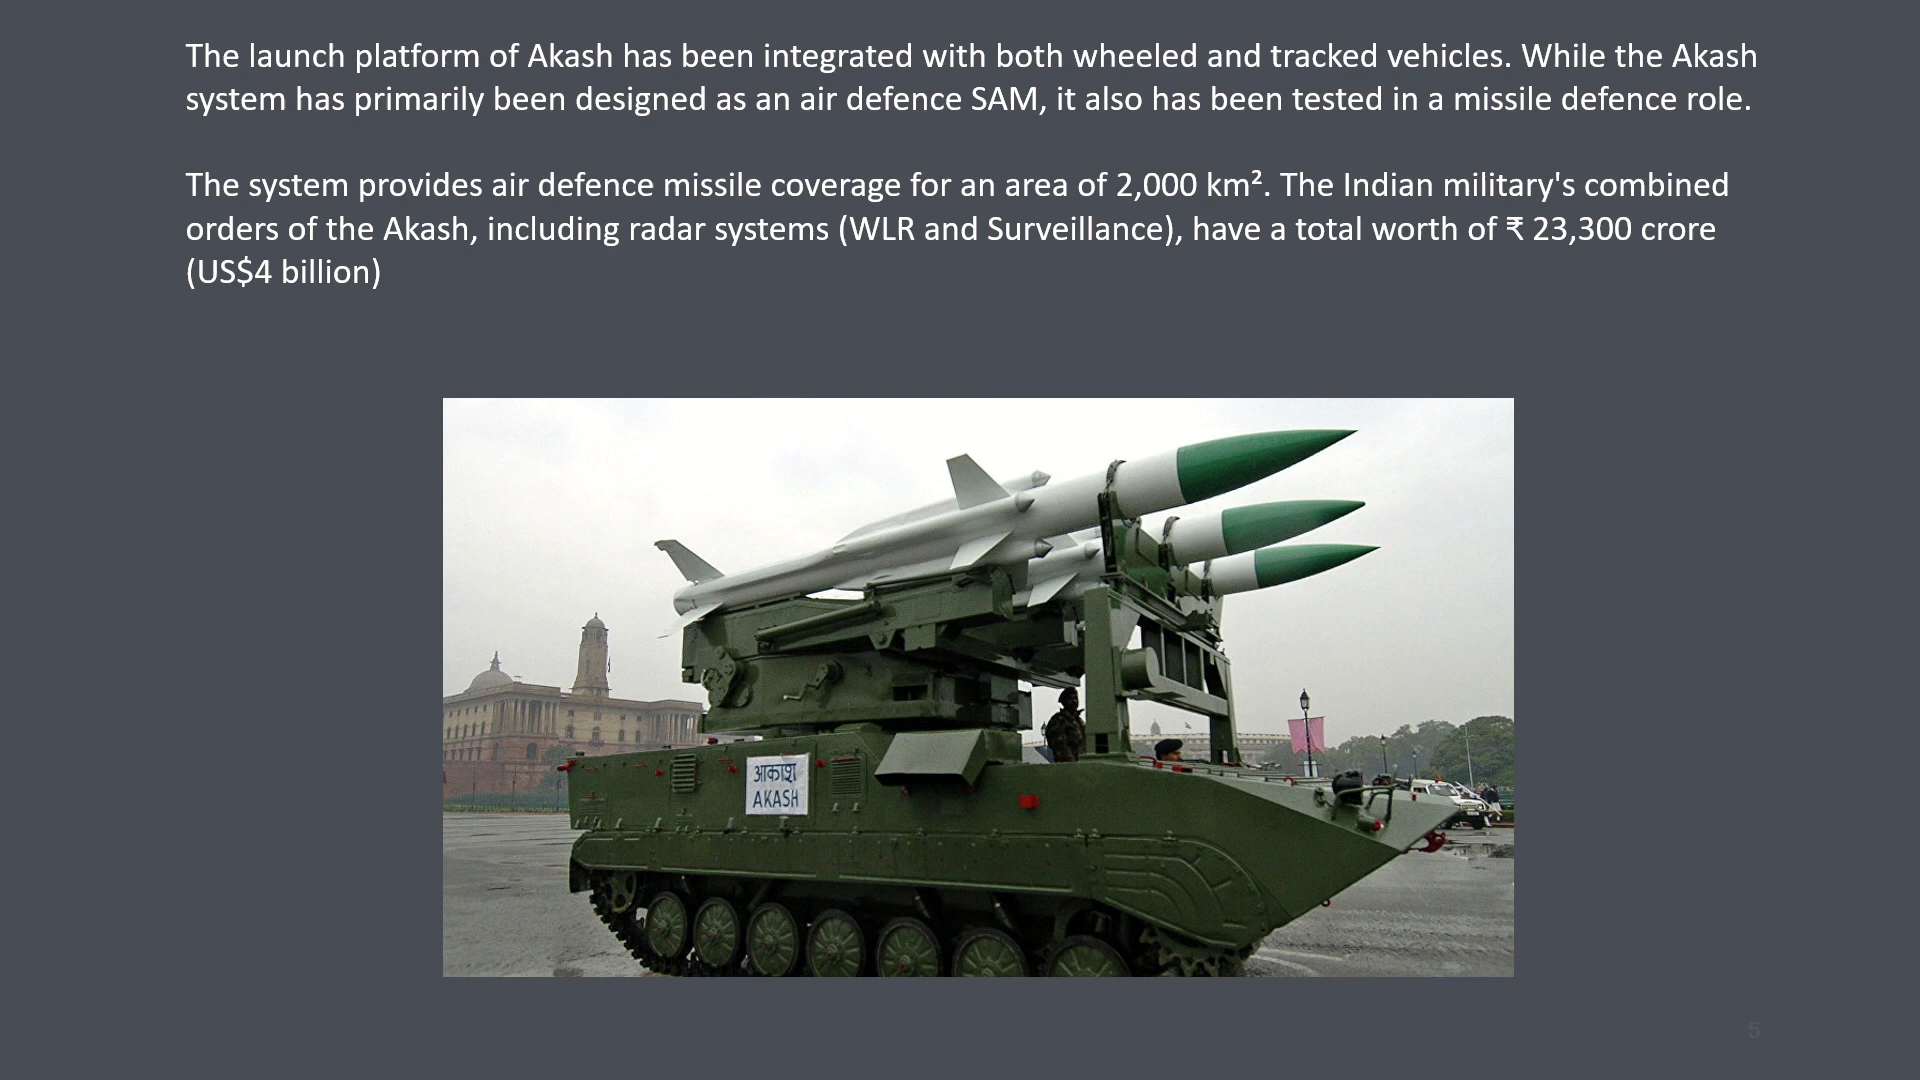 The launch platform of Akash has been integrated with both wheeled and tracked vehicles. While the Akash
system has primarily been designed as an air defence SAM, it also has been tested in a missile defence role.
The system provides air defence missile coverage for an area of 2,000 km². The Indian military's combined
orders of the Akash, including radar systems (WLR and Surveillance), have a total worth of ₹ 23,300 crore
(US$4 billion)
आकाश
AKASH
5